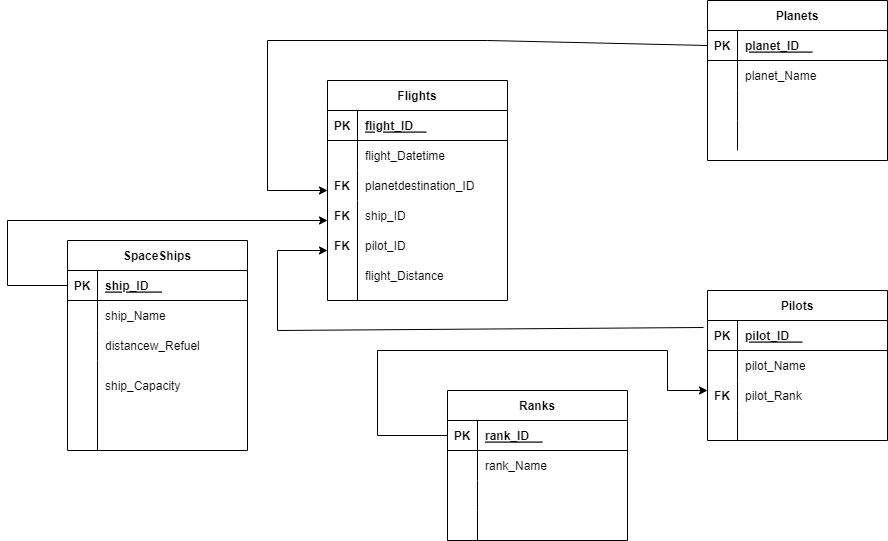 Planets
PK planet_ID
planet_Name
Flights
PK flight_ID
flight_Datetime
FK planetdestination_ID
FK ship_ID
FK pilot_ID
flight_Distance
SpaceShips
PK ship_ID
ship_Name
distancew_Refuel
ship_Capacity
Pilots
PK pilot_ID
pilot_Name
FK pilot_Rank
Ranks
PK rank_ID
rank_Name